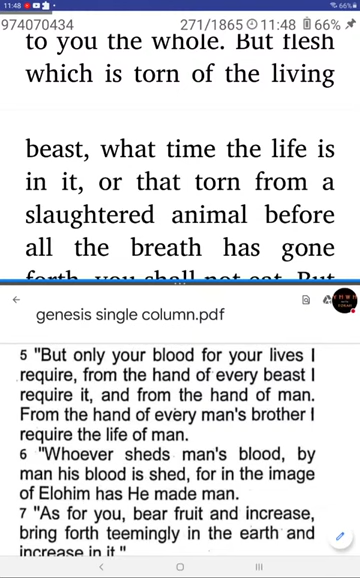 11:48 66%
974070434 271/1865 11:48 66%
to you the whole. But flesh
which is torn of the living
beast, what time the life is
in it, or that torn from a
slaughtered animal before
all the breath has gone
forth, you shall not eat. But
genesis single column.pdf
5 "But only your blood for your lives I
require, from the hand of every beast I
require it, and from the hand of man.
From the hand of every man's brother I
require the life of man.
6 "Whoever sheds man's blood, by
man his blood is shed, for in the image
of Elohim has He made man.
7 "As for you, bear fruit and increase,
bring forth teemingly in the earth and
increase in it."